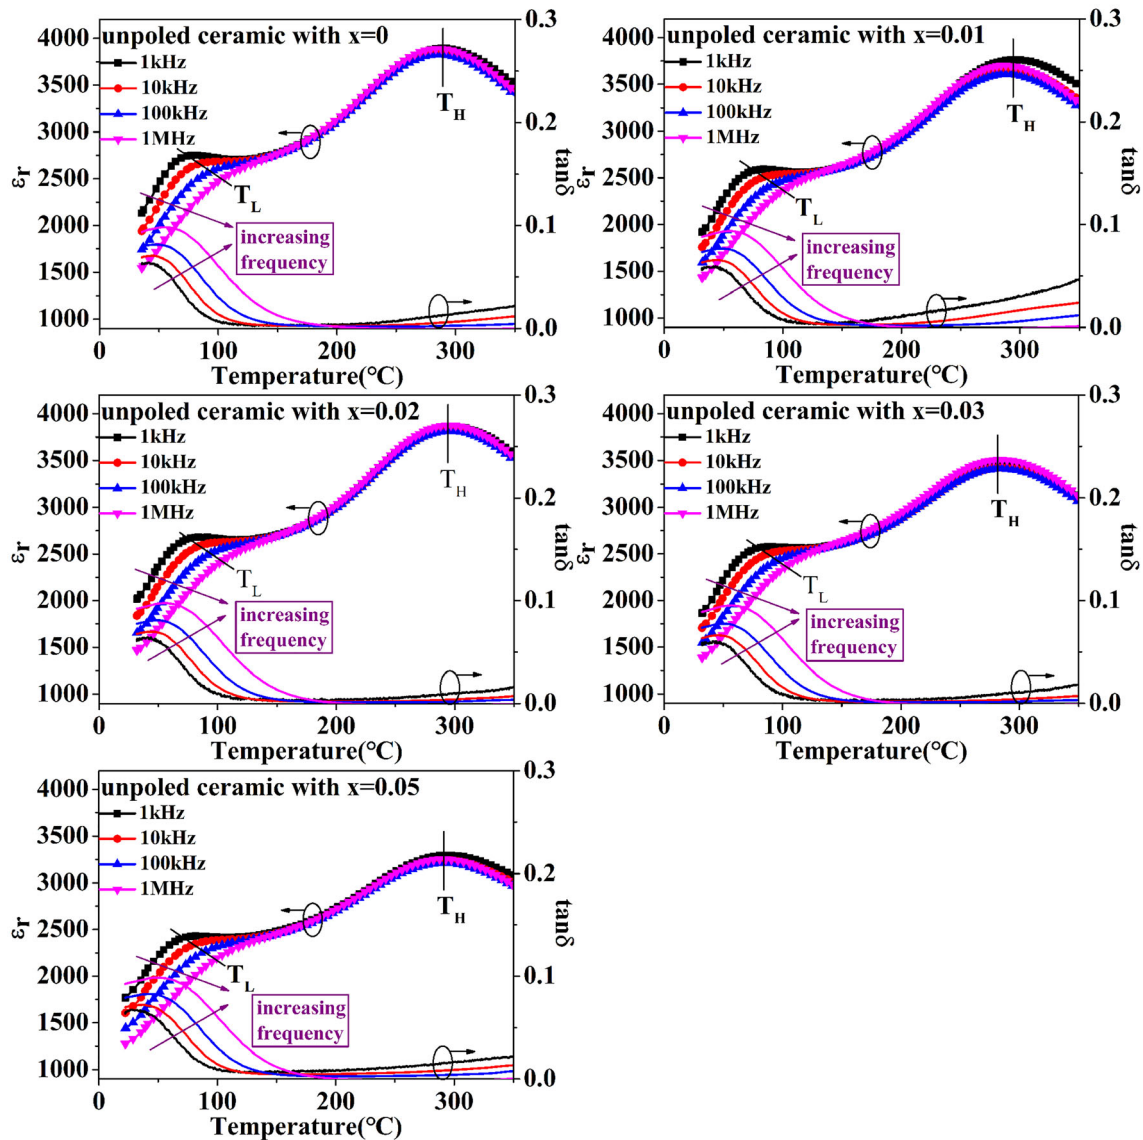 unpoled ceramic with x=0
1kHz
10kHz
100kHz
1MHz
T_H
T_L
increasing
frequency
4000
3500
3000
2500
2000
1500
1000
ε_r
0.3
0.2
0.1
0.0
tanδ
0 100 200 300
Temperature(°C)
unpoled ceramic with x=0.01
1kHz
10kHz
100kHz
1MHz
T_H
T_L
increasing
frequency
4000
3500
3000
2500
2000
1500
1000
ε_r
0.3
0.2
0.1
0.0
tanδ
0 100 200 300
Temperature(°C)
unpoled ceramic with x=0.02
1kHz
10kHz
100kHz
1MHz
T_H
T_L
increasing
frequency
4000
3500
3000
2500
2000
1500
1000
ε_r
0.3
0.2
0.1
0.0
tanδ
0 100 200 300
Temperature(°C)
unpoled ceramic with x=0.03
1kHz
10kHz
100kHz
1MHz
T_H
T_L
increasing
frequency
4000
3500
3000
2500
2000
1500
1000
ε_r
0.3
0.2
0.1
0.0
tanδ
0 100 200 300
Temperature(°C)
unpoled ceramic with x=0.05
1kHz
10kHz
100kHz
1MHz
T_H
T_L
increasing
frequency
4000
3500
3000
2500
2000
1500
1000
ε_r
0.3
0.2
0.1
0.0
tanδ
0 100 200 300
Temperature(°C)